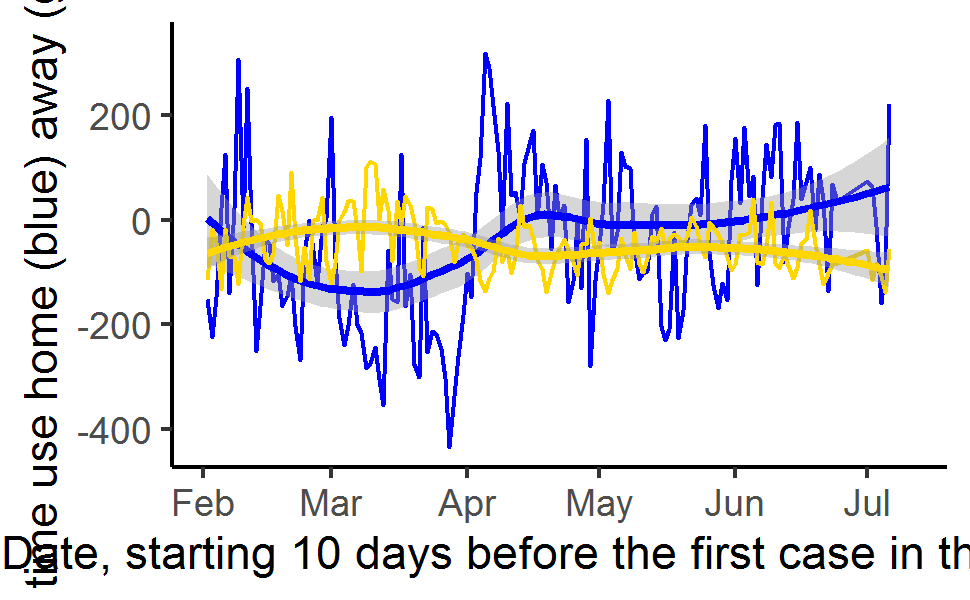 time use home (blue) away (
200
0
-200
-400
Feb Mar Apr May Jun Jul
Date, starting 10 days before the first case in th